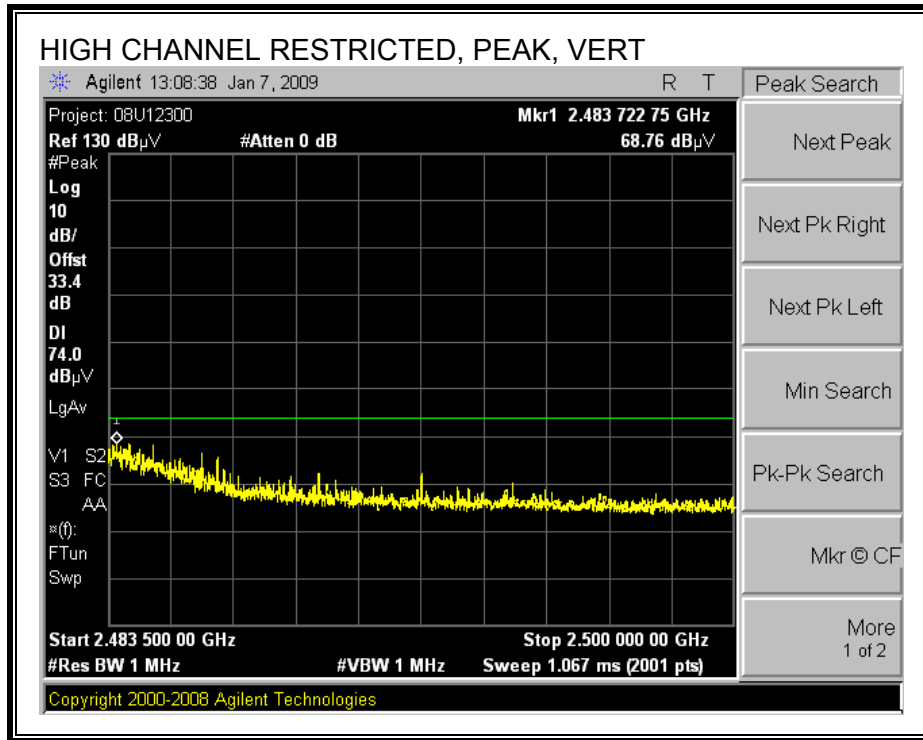 HIGH CHANNEL RESTRICTED, PEAK, VERT
Agilent 13:08:38 Jan 7, 2009 R T
Peak Search
Project: 08U12300 Mkr1 2.483 722 75 GHz
Ref 130 dBµV #Atten 0 dB 68.76 dBµV
Next Peak
#Peak
Log
10
dB/
Next Pk Right
Offst
33.4
dB
Next Pk Left
DI
74.0
dBµV
Min Search
LgAv
1
V1 S2
S3 FC
AA
Pk-Pk Search
¤(f):
FTun
Swp
Mkr © CF
Start 2.483 500 00 GHz Stop 2.500 000 00 GHz
#Res BW 1 MHz #VBW 1 MHz Sweep 1.067 ms (2001 pts)
More
1 of 2
Copyright 2000-2008 Agilent Technologies